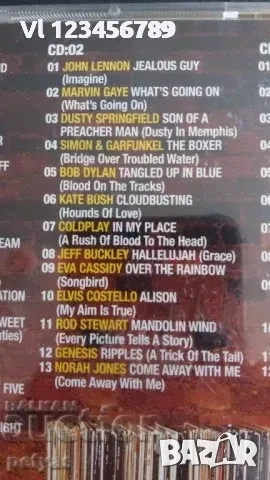 Vl 123456789
CD:02
01 JOHN LENNON JEALOUS GUY
(Imagine)
02 MARVIN GAYE WHAT'S GOING ON
(What's Going On)
03 DUSTY SPRINGFIELD SON OF A
PREACHER MAN (Dusty In Memphis)
04 SIMON & GARFUNKEL THE BOXER
(Bridge Over Troubled Water)
05 BOB DYLAN TANGLED UP IN BLUE
(Blood On The Tracks)
06 KATE BUSH CLOUDBUSTING
(Hounds Of Love)
07 COLDPLAY IN MY PLACE
(A Rush Of Blood To The Head)
08 JEFF BUCKLEY HALLELUJAH (Grace)
09 EVA CASSIDY OVER THE RAINBOW
(Songbird)
10 ELVIS COSTELLO ALISON
(My Aim Is True)
11 ROD STEWART MANDOLIN WIND
(Every Picture Tells A Story)
12 GENESIS RIPPLES (A Trick Of The Tail)
13 NORAH JONES COME AWAY WITH ME
(Come Away With Me)
FIVE
BAZAR